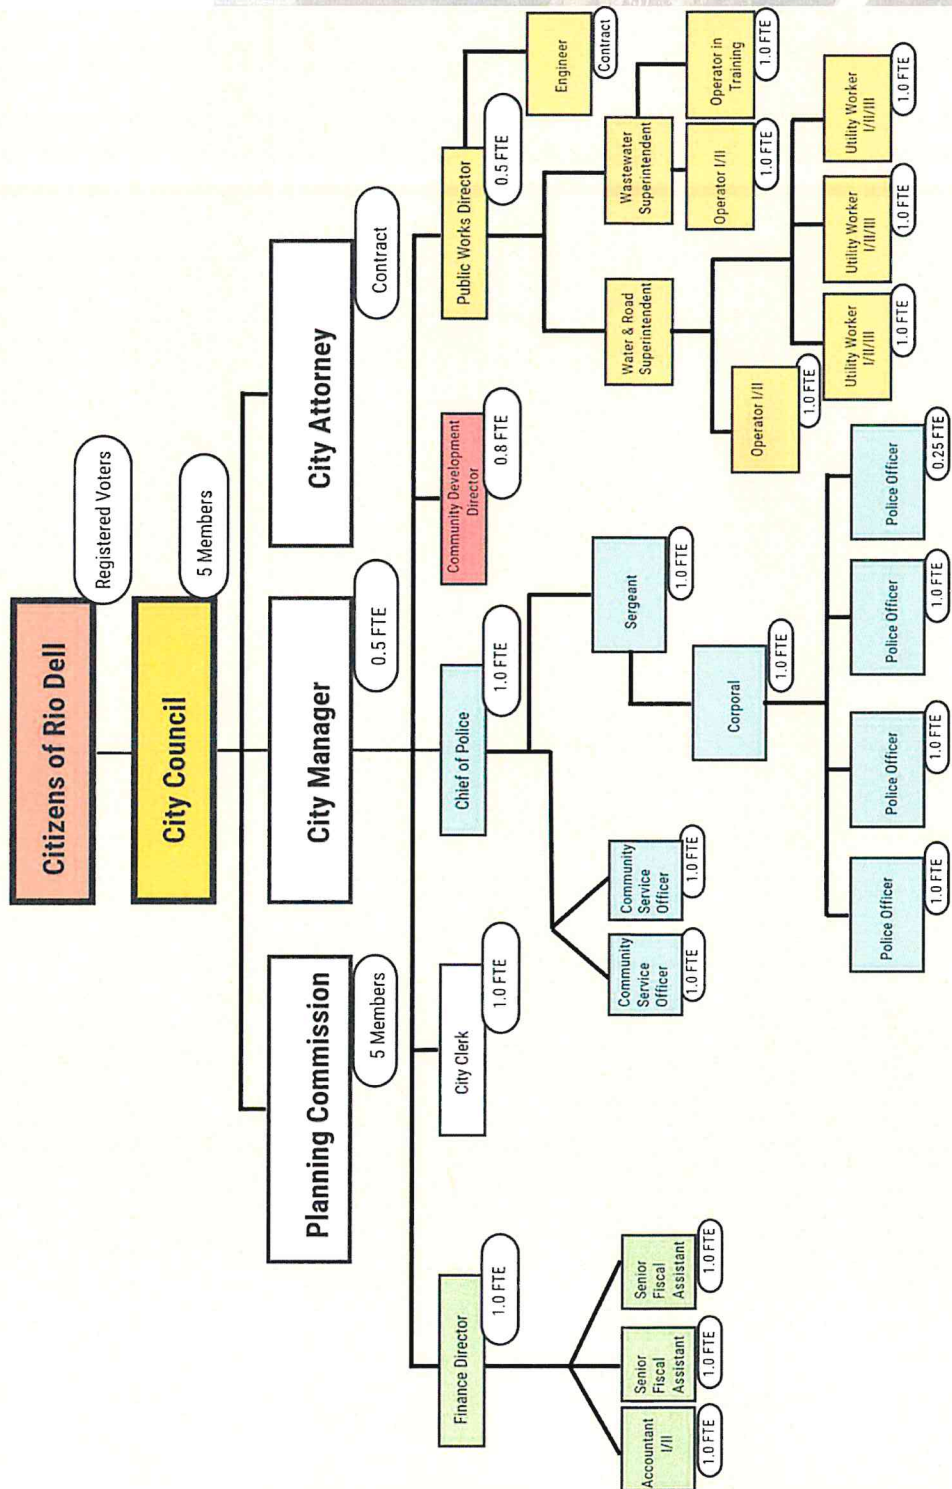 Citizens of Rio Dell
Registered Voters
City Council
5 Members
Planning Commission
5 Members
City Manager
0.5 FTE
City Attorney
Contract
Finance Director
1.0 FTE
City Clerk
1.0 FTE
Chief of Police
1.0 FTE
Community Development
Director
0.8 FTE
Public Works Director
0.5 FTE
Engineer
Contract
Accountant
I/II
1.0 FTE
Senior
Fiscal
Assistant
1.0 FTE
Senior
Fiscal
Assistant
1.0 FTE
Community
Service
Officer
1.0 FTE
Community
Service
Officer
1.0 FTE
Sergeant
1.0 FTE
Corporal
1.0 FTE
Police Officer
1.0 FTE
Police Officer
1.0 FTE
Police Officer
1.0 FTE
Police Officer
0.25 FTE
Water & Road
Superintendent
Wastewater
Superintendent
Operator I/II
1.0 FTE
Operator in
Training
1.0 FTE
Operator I/II
1.0 FTE
Utility Worker
I/II/III
1.0 FTE
Utility Worker
I/II/III
1.0 FTE
Utility Worker
I/II/III
1.0 FTE